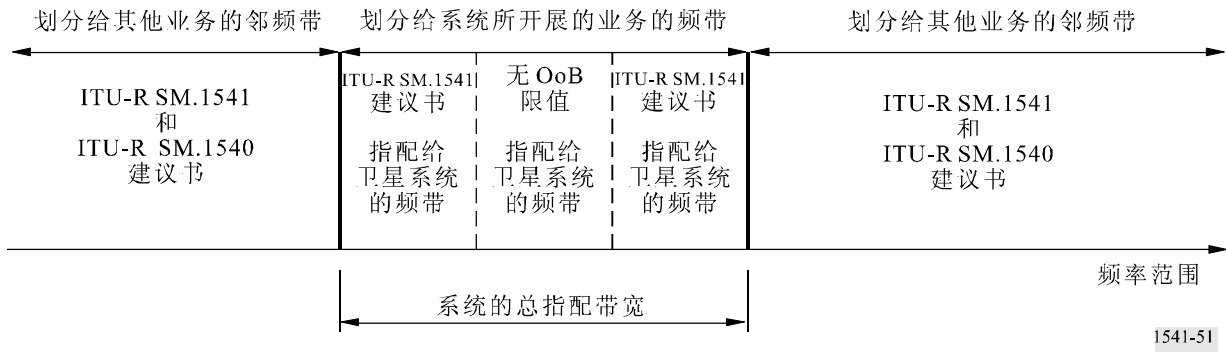 划分给其他业务的邻频带
划分给系统所开展的业务的频带
划分给其他业务的邻频带
ITU-R SM.1541
和
ITU-R SM.1540
建议书
ITU-R SM.1541
建议书
指配给
卫星系统
的频带
无 OoB
限值
指配给
卫星系统
的频带
ITU-R SM.1541
建议书
指配给
卫星系统
的频带
ITU-R SM.1541
和
ITU-R SM.1540
建议书
频率范围
系统的总指配带宽
1541-51